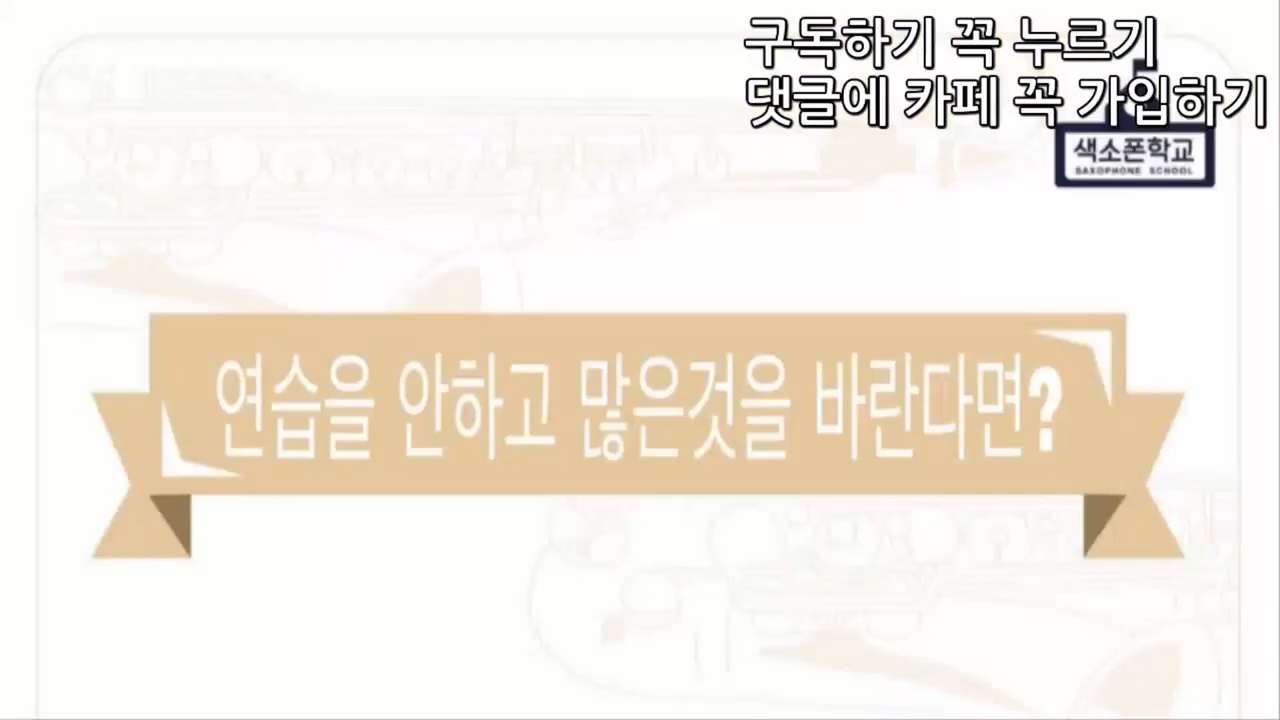 구독하기 꼭 누르기
댓글에 카페 꼭 가입하기
색소폰학교
SAXOPHONE SCHOOL
연습을 안하고 많은것을 바란다면?